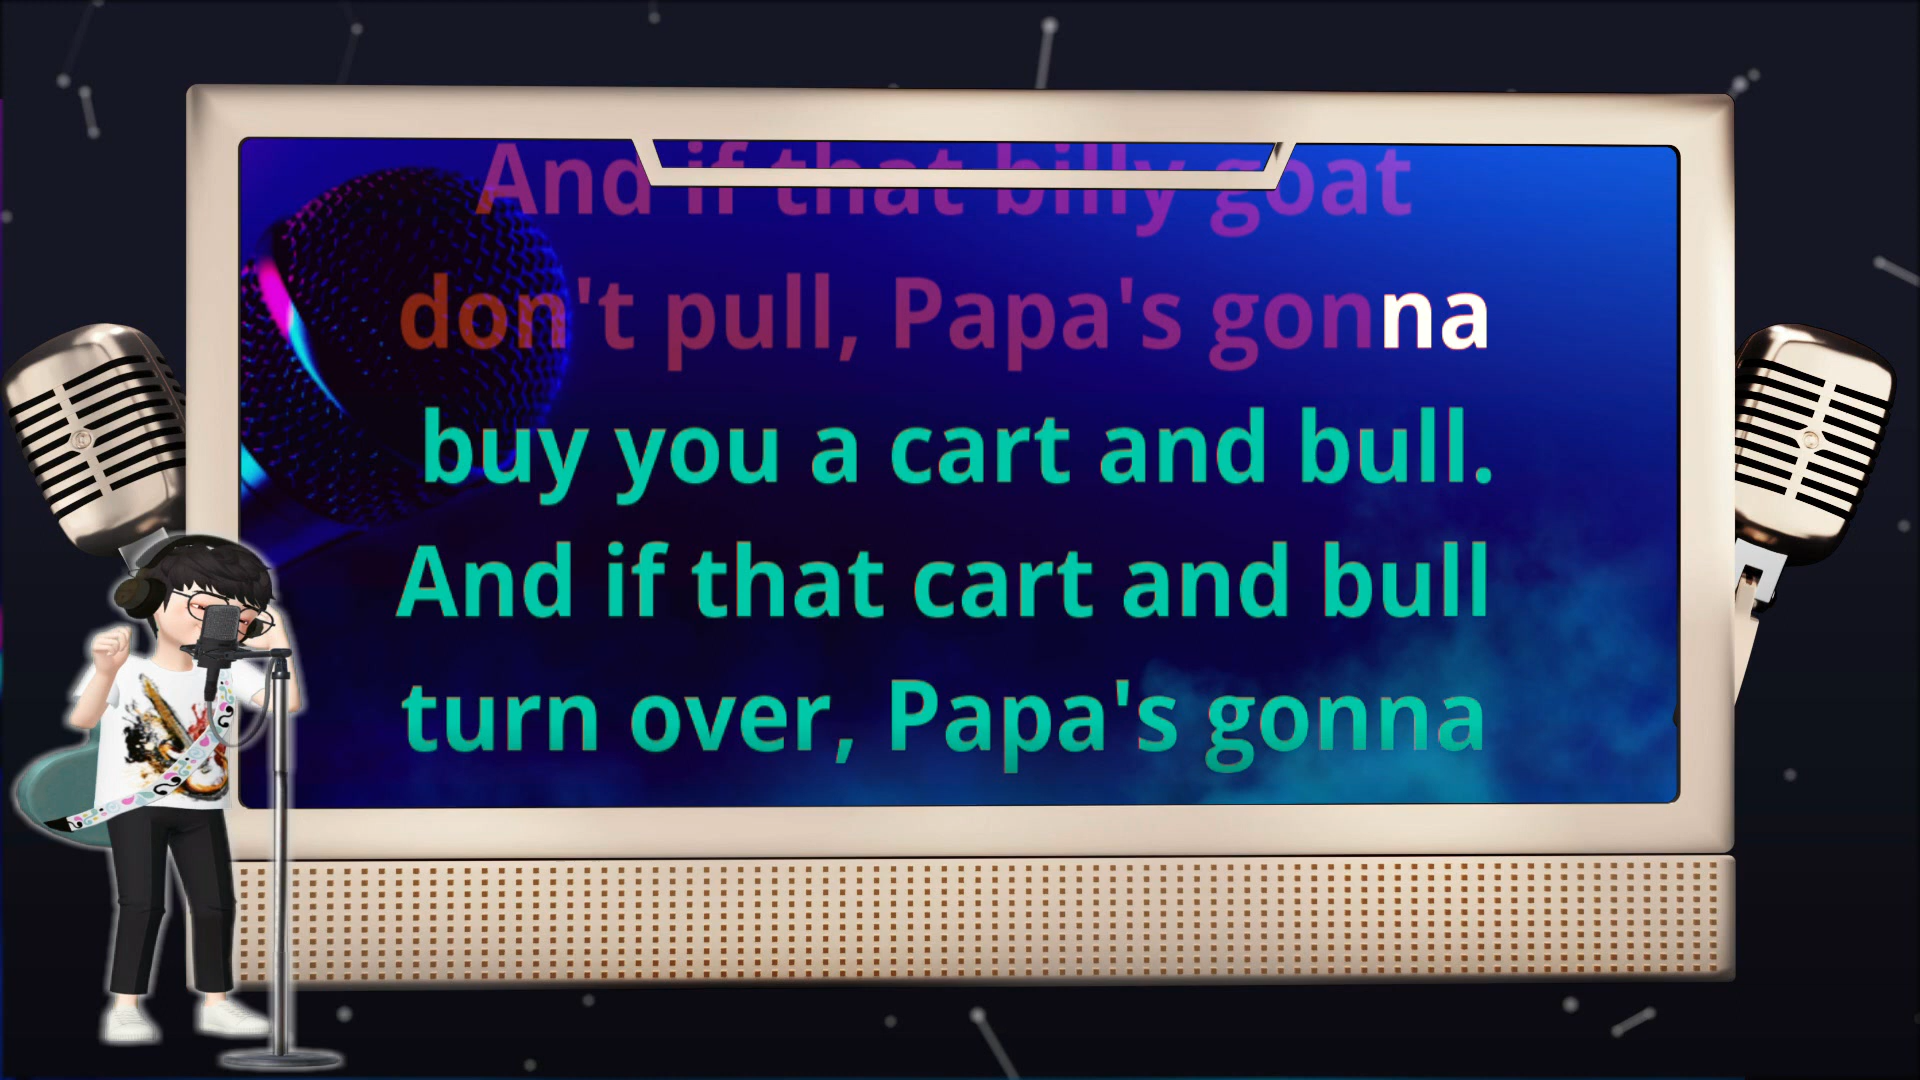 And if that billy goat
don't pull, Papa's gonna
buy you a cart and bull.
And if that cart and bull
turn over, Papa's gonna